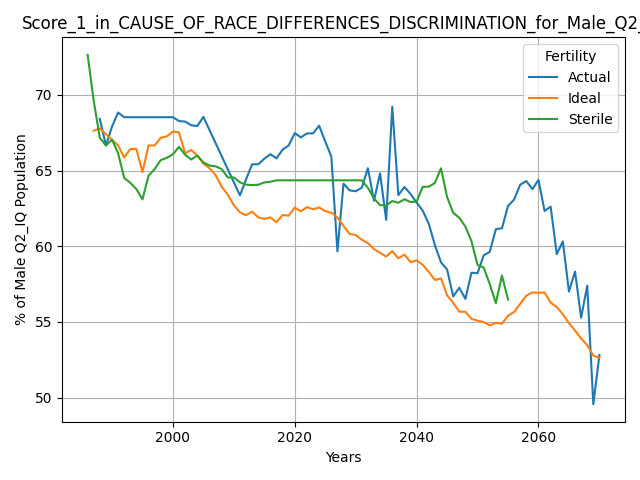 Score_1_in_CAUSE_OF_RACE_DIFFERENCES_DISCRIMINATION_for_Male_Q2_
Fertility
Actual
Ideal
Sterile
% of Male Q2_IQ Population
70
65
60
55
50
2000 2020 2040 2060
Years